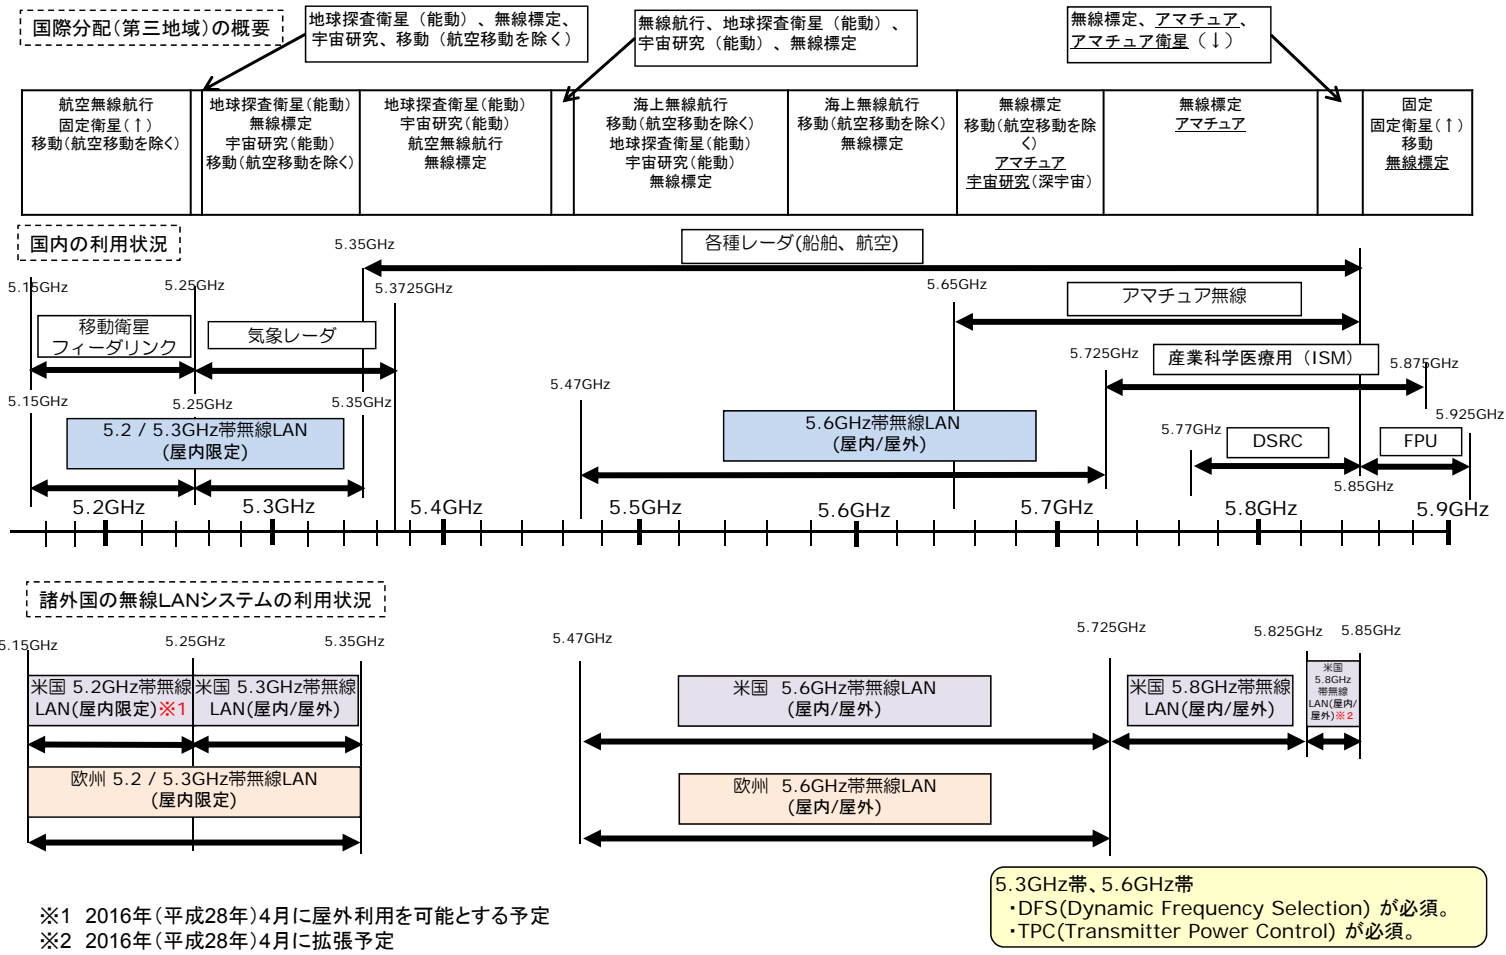 国際分配(第三地域)の概要
地球探査衛星（能動）、無線標定、
宇宙研究、移動（航空移動を除く）
無線航行、地球探査衛星（能動）、
宇宙研究（能動）、無線標定
無線標定、アマチュア、
アマチュア衛星（↓）
航空無線航行
固定衛星(↑)
移動(航空移動を除く)
地球探査衛星(能動)
無線標定
宇宙研究(能動)
移動(航空移動を除く)
地球探査衛星(能動)
宇宙研究(能動)
航空無線航行
無線標定
海上無線航行
移動(航空移動を除く)
地球探査衛星(能動)
宇宙研究(能動)
無線標定
海上無線航行
移動(航空移動を除く)
無線標定
無線標定
移動(航空移動を除
く)
アマチュア
宇宙研究(深宇宙)
無線標定
アマチュア
固定
固定衛星(↑)
移動
無線標定
国内の利用状況
5.35GHz
各種レーダ(船舶、航空)
5.15GHz
5.25GHz
5.3725GHz
5.65GHz
アマチュア無線
移動衛星
フィーダリンク
気象レーダ
5.725GHz
産業科学医療用（ISM）
5.875GHz
5.47GHz
5.15GHz
5.25GHz
5.35GHz
5.925GHz
5.2 / 5.3GHz帯無線LAN
(屋内限定)
5.6GHz帯無線LAN
(屋内/屋外)
5.77GHz
DSRC
FPU
5.85GHz
5.2GHz
5.3GHz
5.4GHz
5.5GHz
5.6GHz
5.7GHz
5.8GHz
5.9GHz
諸外国の無線LANシステムの利用状況
5.15GHz
5.25GHz
5.35GHz
5.47GHz
5.725GHz
5.825GHz
5.85GHz
米国 5.2GHz帯無線
LAN(屋内限定)※1
米国 5.3GHz帯無線
LAN(屋内/屋外)
米国 5.6GHz帯無線LAN
(屋内/屋外)
米国 5.8GHz帯無線
LAN(屋内/屋外)
米国
5.8GHz
帯無線
LAN(屋内/
屋外)※2
欧州 5.2 / 5.3GHz帯無線LAN
(屋内限定)
欧州 5.6GHz帯無線LAN
(屋内/屋外)
5.3GHz帯、5.6GHz帯
・DFS(Dynamic Frequency Selection) が必須。
・TPC(Transmitter Power Control) が必須。
※1 2016年(平成28年)4月に屋外利用を可能とする予定
※2 2016年(平成28年)4月に拡張予定